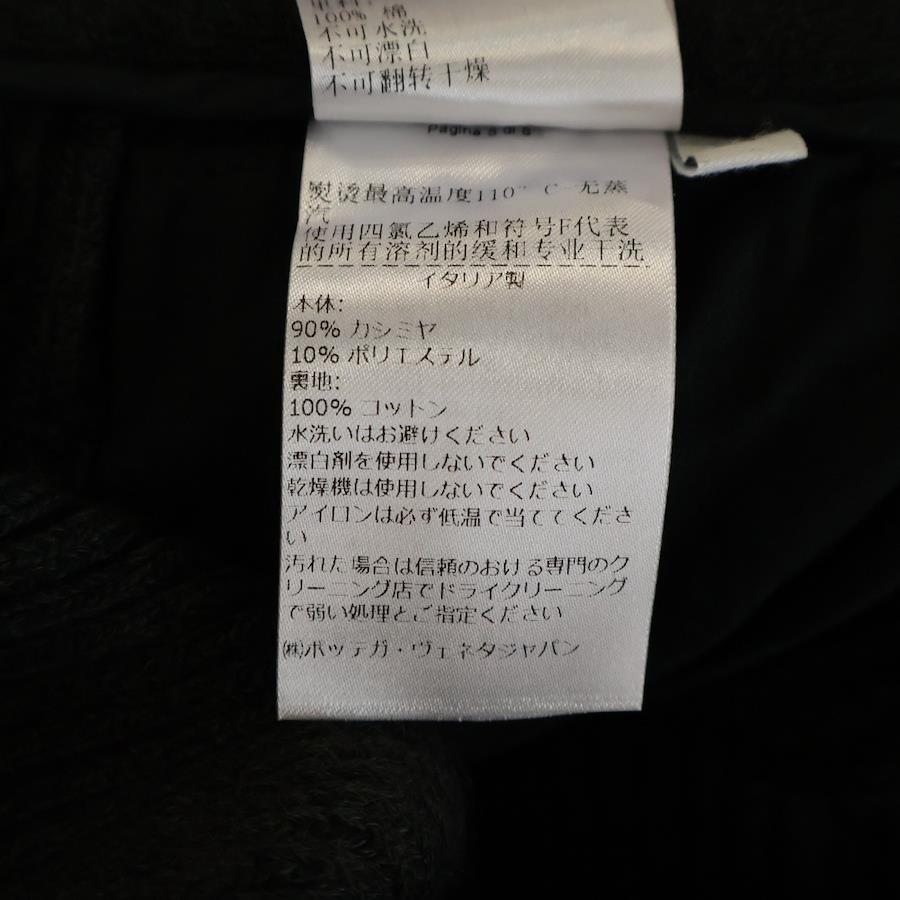 100% 棉
不可水洗
不可漂白
不可翻转干燥
Pagina 5 di
熨烫最高温度110° C-无蒸
汽
使用四氯乙烯和符号F代表
的所有溶剂的缓和专业干洗
イタリア製
本体:
90% カシミヤ
10% ポリエステル
裏地:
100% コットン
水洗いはお避けください
漂白剤を使用しないでください
乾燥機は使用しないでください
アイロンは必ず低温で当ててくださ
い
汚れた場合は信頼のおける専門のク
リーニング店でドライクリーニング
で弱い処理とご指定ください
㈱ボッテガ・ヴェネタジャパン